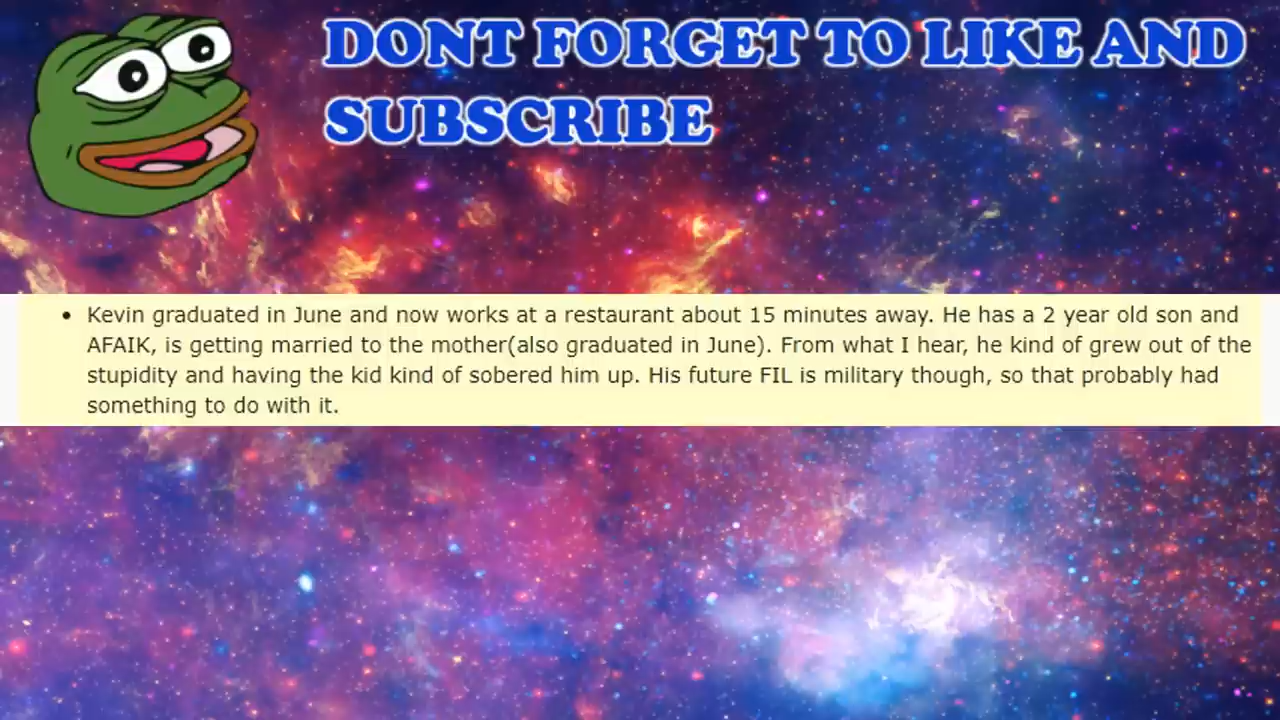 DONT FORGET TO LIKE AND
SUBSCRIBE
• Kevin graduated in June and now works at a restaurant about 15 minutes away. He has a 2 year old son and
AFAIK, is getting married to the mother(also graduated in June). From what I hear, he kind of grew out of the
stupidity and having the kid kind of sobered him up. His future FIL is military though, so that probably had
something to do with it.